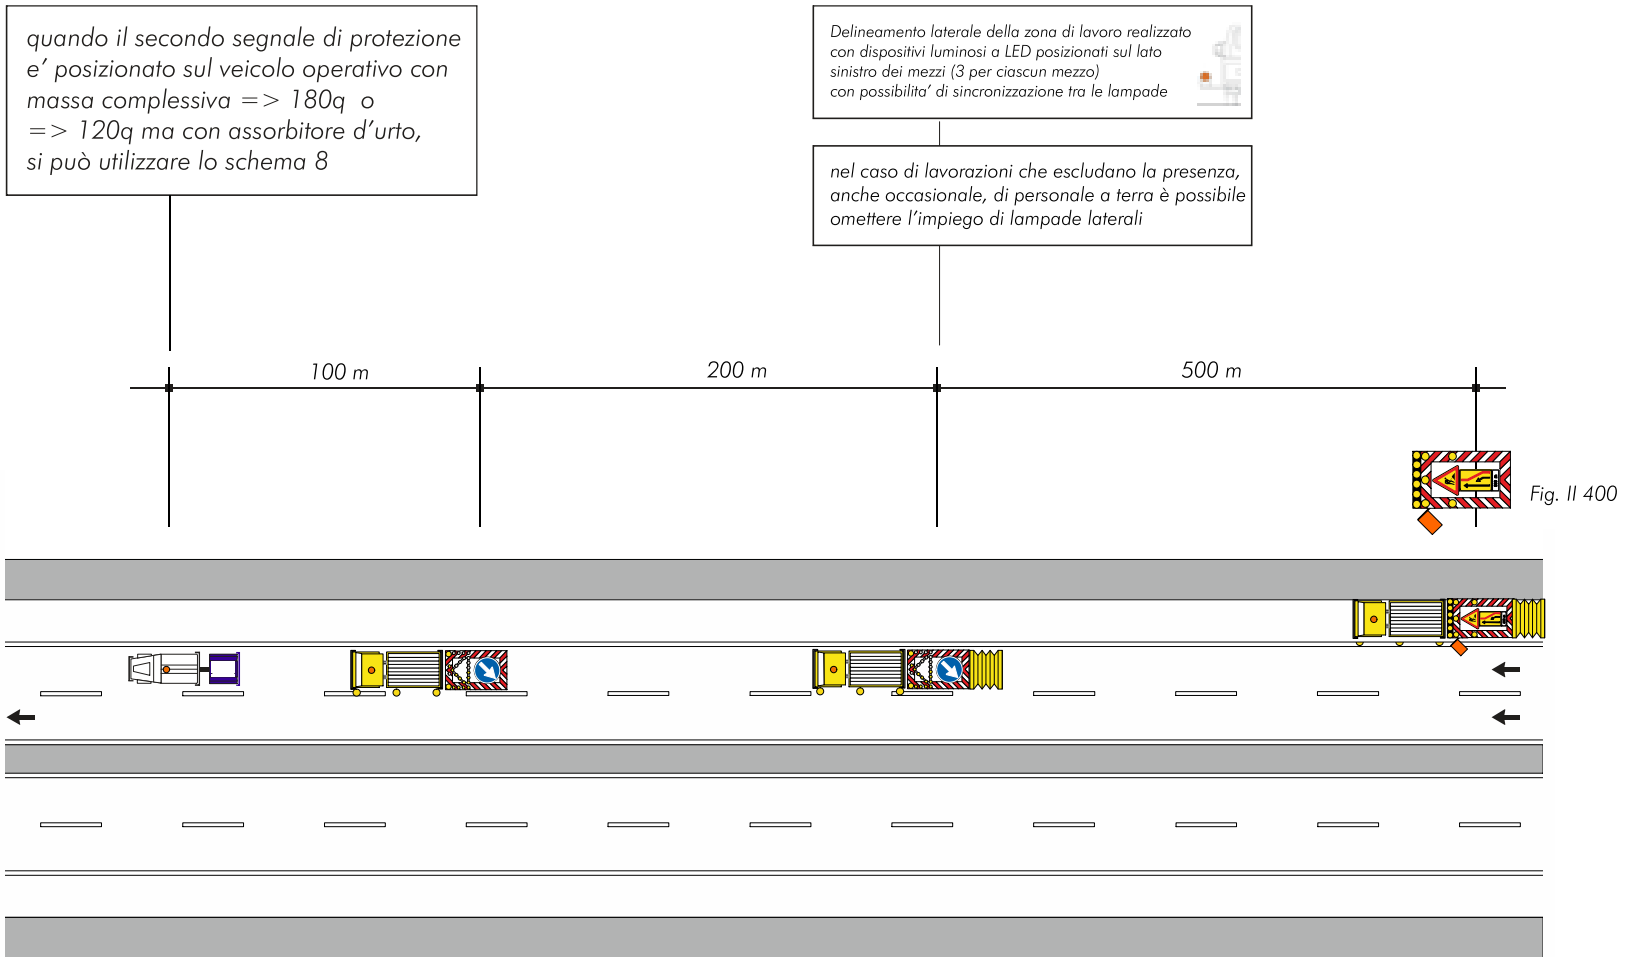 quando il secondo segnale di protezione
e' posizionato sul veicolo operativo con
massa complessiva => 180q o
=> 120q ma con assorbitore d'urto,
si può utilizzare lo schema 8
Delineamento laterale della zona di lavoro realizzato
con dispositivi luminosi a LED posizionati sul lato
sinistro dei mezzi (3 per ciascun mezzo)
con possibilita' di sincronizzazione tra le lampade
nel caso di lavorazioni che escludano la presenza,
anche occasionale, di personale a terra è possibile
omettere l'impiego di lampade laterali
100 m
200 m
500 m
Fig. II 400